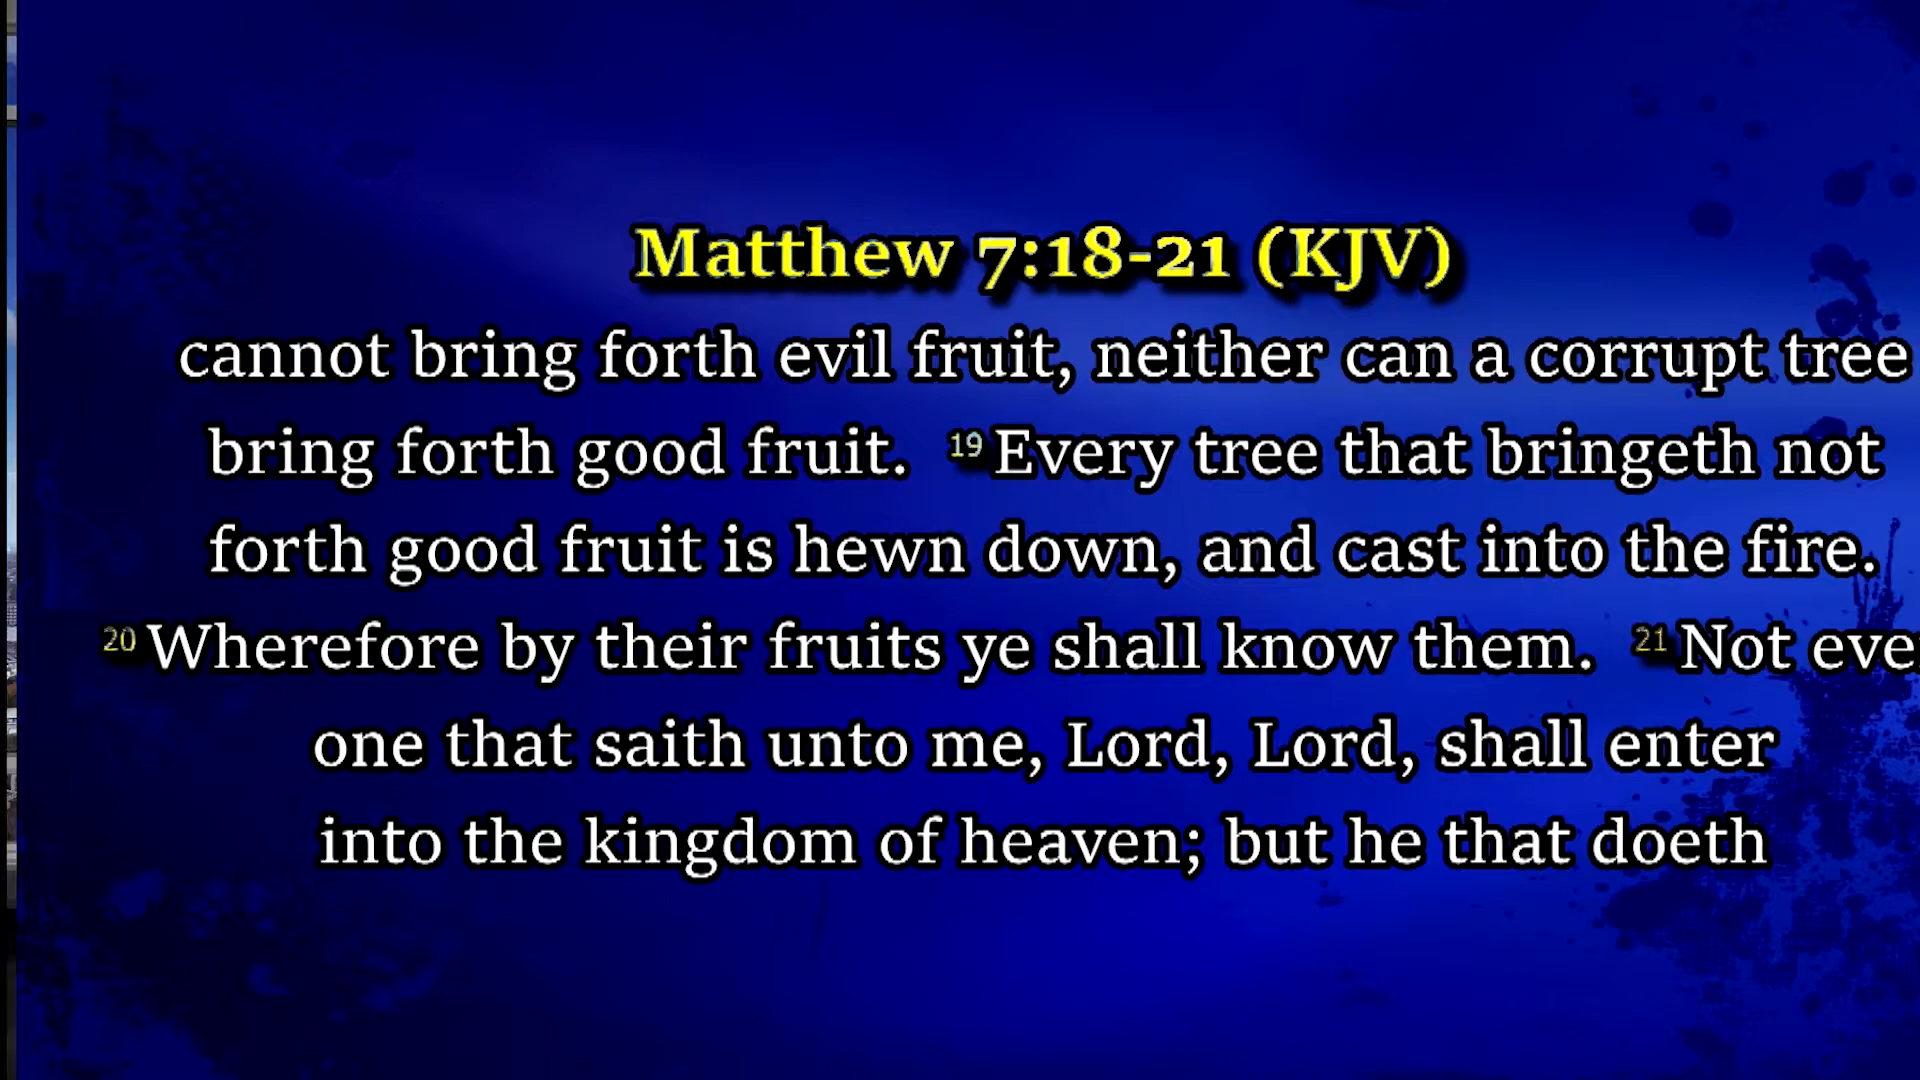 Matthew 7:18-21 (KJV)
cannot bring forth evil fruit, neither can a corrupt tree
bring forth good fruit. 19 Every tree that bringeth not
forth good fruit is hewn down, and cast into the fire.
20 Wherefore by their fruits ye shall know them. 21 Not eve
one that saith unto me, Lord, Lord, shall enter
into the kingdom of heaven; but he that doeth